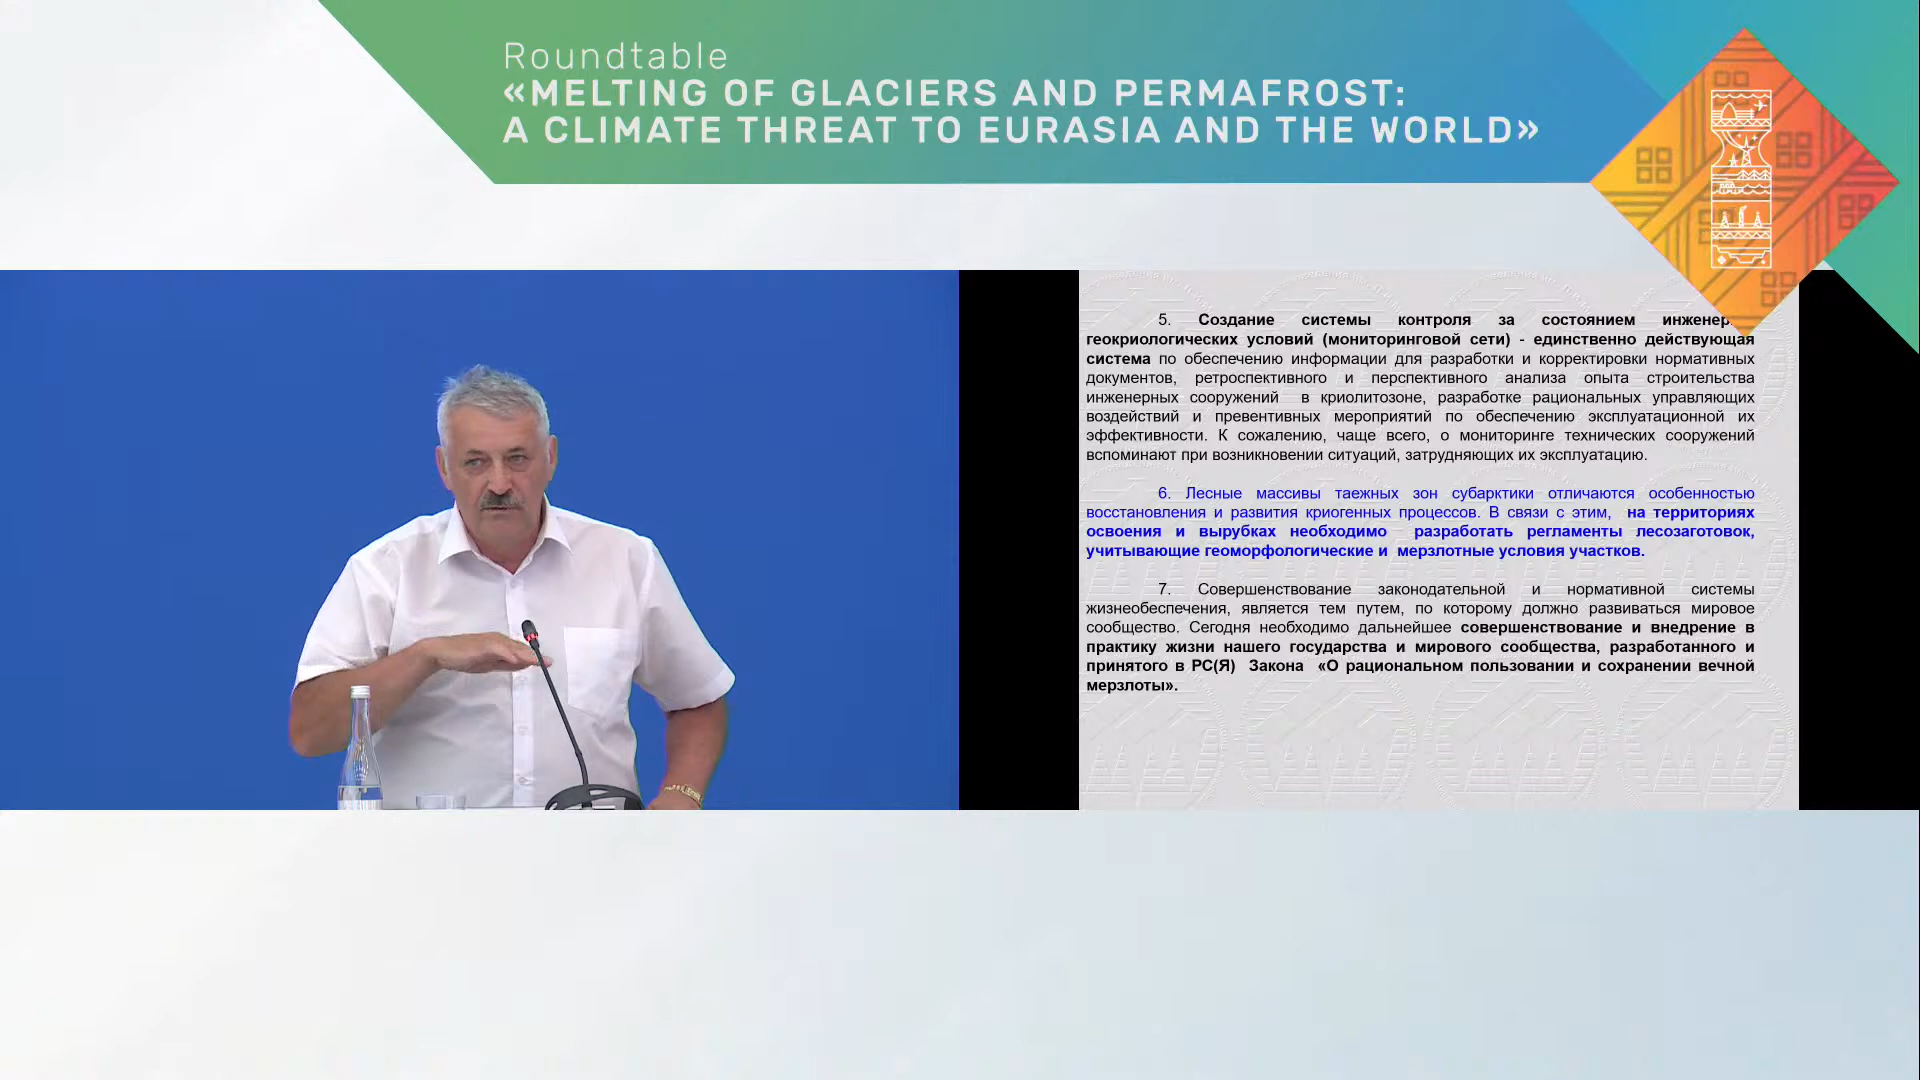 Roundtable
«MELTING OF GLACIERS AND PERMAFROST:
A CLIMATE THREAT TO EURASIA AND THE WORLD»
5. Создание системы контроля за состоянием
геокриологических условий (мониторинговой сети) - единственно действующая
система по обеспечению информации для разработки и корректировки нормативных
документов, ретроспективного и перспективного анализа опыта строительства
инженерных сооружений в криолитозоне, разработке рациональных управляющих
воздействий и превентивных мероприятий по обеспечению эксплуатационной их
эффективности. К сожалению, чаще всего, о мониторинге технических сооружений
вспоминают при возникновении ситуаций, затрудняющих их эксплуатацию.
6. Лесные массивы таежных зон субарктики отличаются особенностью
восстановления и развития криогенных процессов. В связи с этим, на территориях
освоения и вырубках необходимо разработать регламенты лесозаготовок,
учитывающие геоморфологические и мерзлотные условия участков.
7. Совершенствование законодательной и нормативной системы
жизнеобеспечения, является тем путем, по которому должно развиваться мировое
сообщество. Сегодня необходимо дальнейшее совершенствование и внедрение в
практику жизни нашего государства и мирового сообщества, разработанного и
принятого в РС(Я) Закона «О рациональном пользовании и сохранении вечной
мерзлоты».